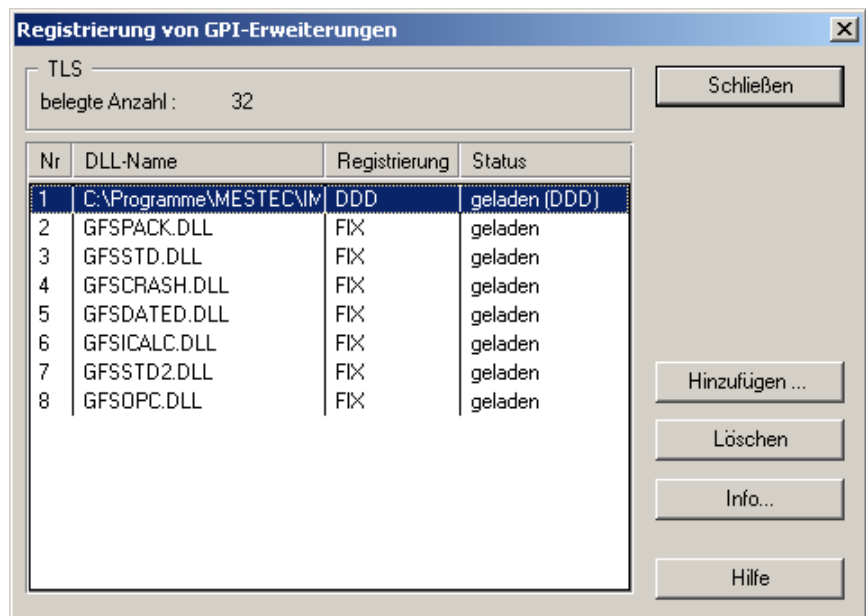 Registrierung von GPI-Erweiterungen
TLS
belegte Anzahl : 32
Schließen
Nr DLL-Name Registrierung Status
1 C:\Programme\MESTEC\IM DDD geladen (DDD)
2 GFSPACK.DLL FIX geladen
3 GFSSTD.DLL FIX geladen
4 GFSCRASH.DLL FIX geladen
5 GFSDATED.DLL FIX geladen
6 GFSICALC.DLL FIX geladen
7 GFSSTD2.DLL FIX geladen
8 GFSOPC.DLL FIX geladen
Hinzufügen ...
Löschen
Info...
Hilfe